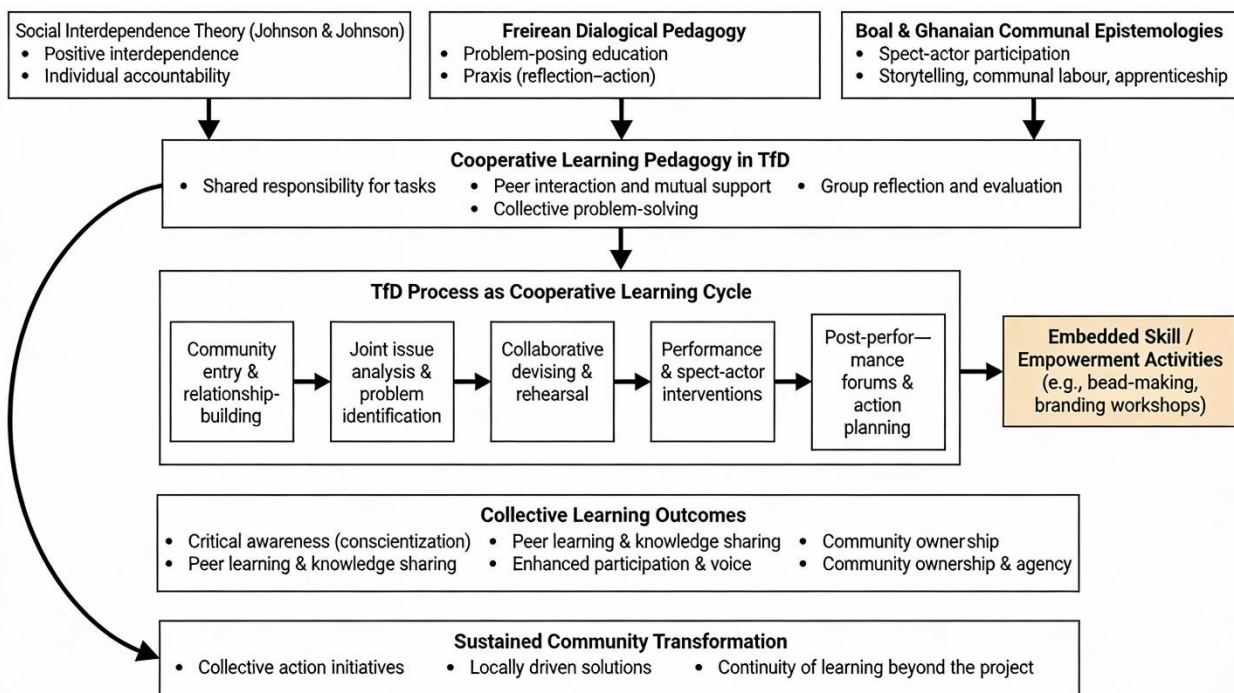 Social Interdependence Theory (Johnson & Johnson)
• Positive interdependence
• Individual accountability
Freirean Dialogical Pedagogy
• Problem-posing education
• Praxis (reflection–action)
Boal & Ghanaian Communal Epistemologies
• Spect-actor participation
• Storytelling, communal labour, apprenticeship
Cooperative Learning Pedagogy in TfD
• Shared responsibility for tasks
• Peer interaction and mutual support
• Collective problem-solving
• Group reflection and evaluation
TfD Process as Cooperative Learning Cycle
Community
entry &
relationship-
building
Joint issue
analysis &
problem
identification
Collaborative
devising &
rehearsal
Performance
& spect-actor
interventions
Post-perfor—
mance
forums &
action
planning
Embedded Skill /
Empowerment Activities
(e.g., bead-making,
branding workshops)
Collective Learning Outcomes
• Critical awareness (conscientization)
• Peer learning & knowledge sharing
• Peer learning & knowledge sharing
• Enhanced participation & voice
• Community ownership
• Community ownership & agency
Sustained Community Transformation
• Collective action initiatives
• Locally driven solutions
• Continuity of learning beyond the project